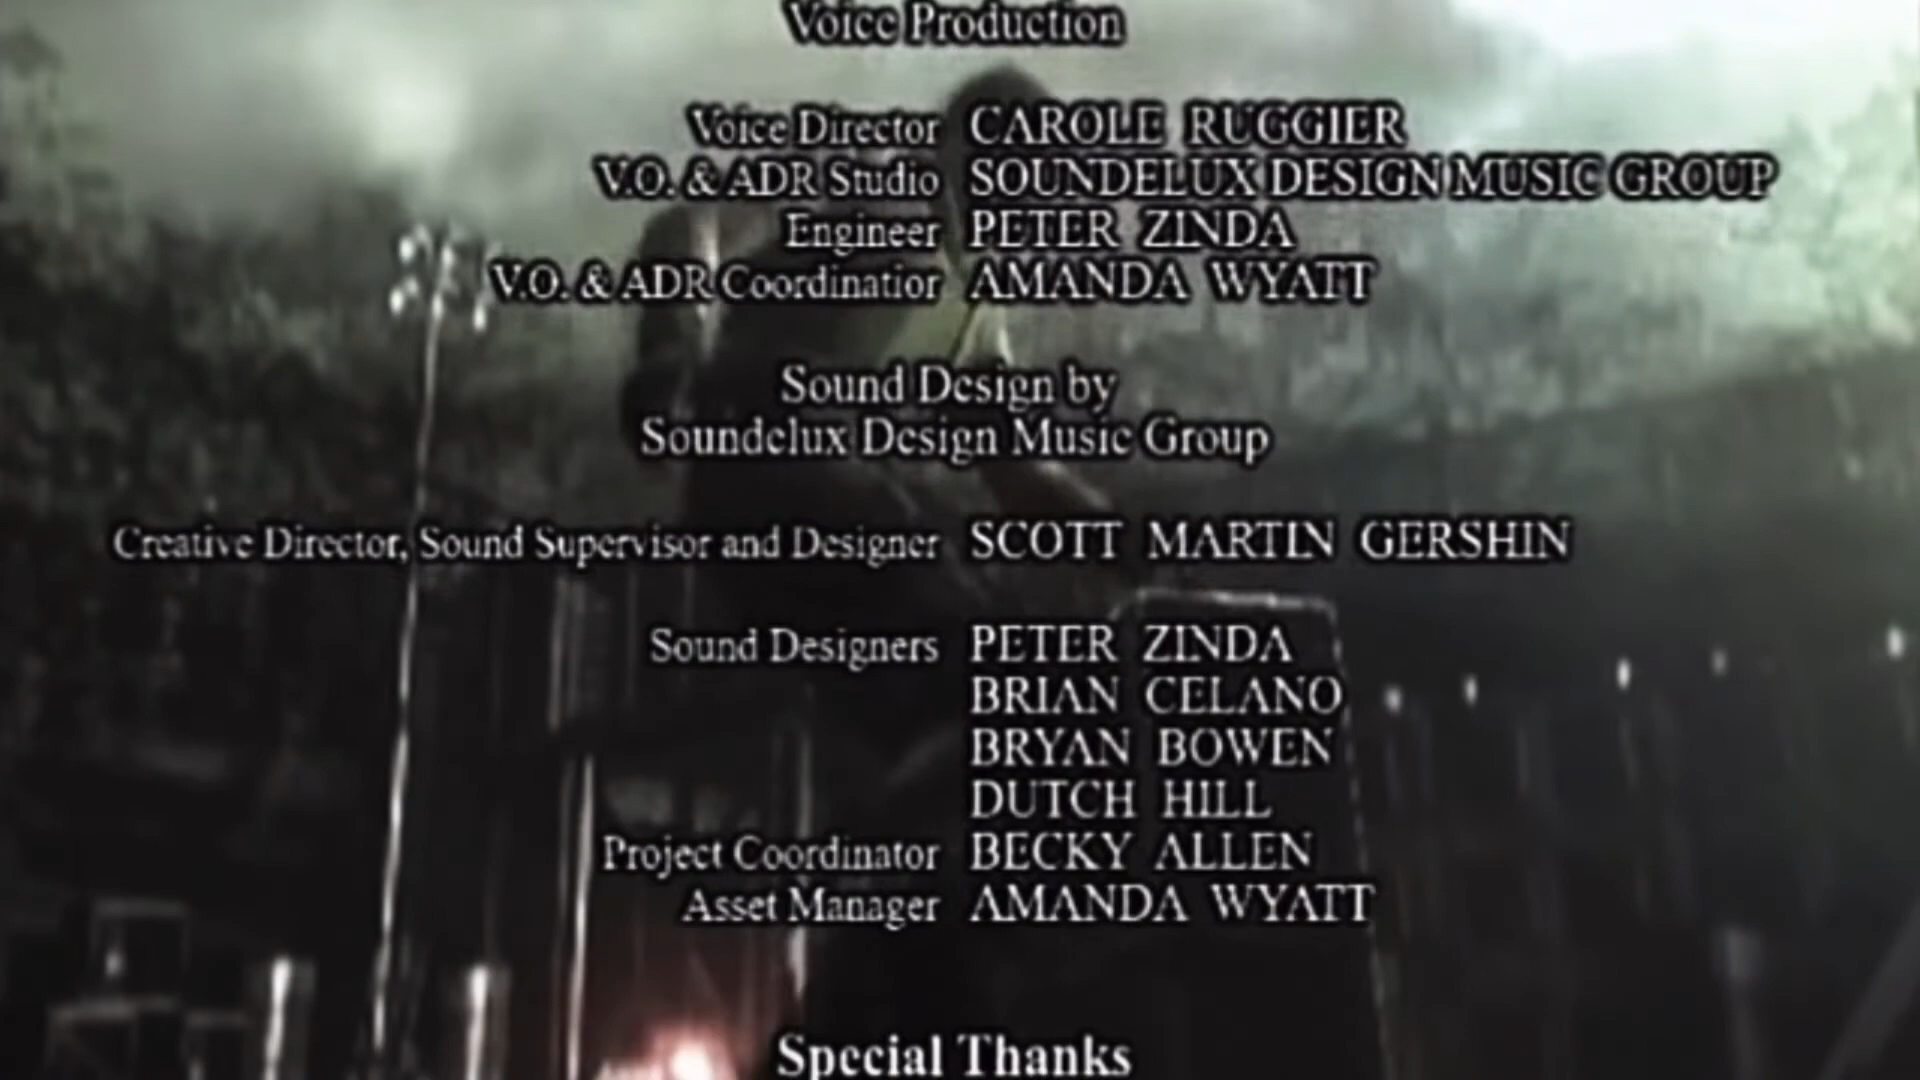 Voice Production
Voice Director CAROLE RUGGIER
V.O. & ADR Studio SOUNDELUX DESIGN MUSIC GROUP
Engineer PETER ZINDA
V.O. & ADR Coordinatior AMANDA WYATT
Sound Design by
Soundelux Design Music Group
Creative Director, Sound Supervisor and Designer SCOTT MARTIN GERSHIN
Sound Designers PETER ZINDA
BRIAN CELANO
BRYAN BOWEN
DUTCH HILL
Project Coordinator BECKY ALLEN
Asset Manager AMANDA WYATT
Special Thanks